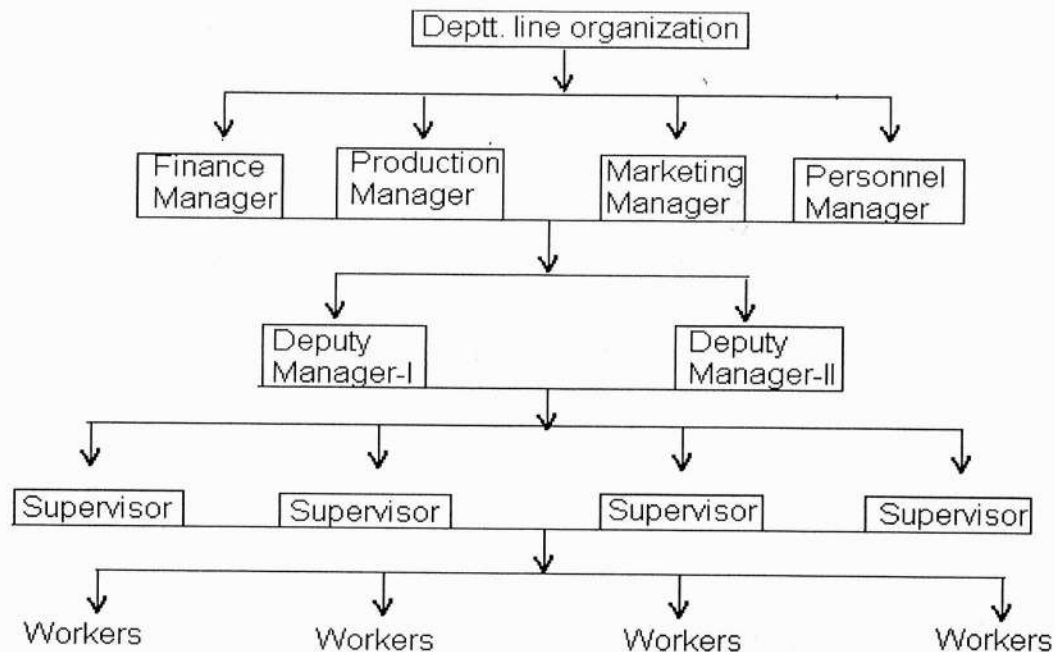 Deptt. line organization
Finance
Manager
Production
Manager
Marketing
Manager
Personnel
Manager
Deputy
Manager-I
Deputy
Manager-II
Supervisor
Supervisor
Supervisor
Supervisor
Workers
Workers
Workers
Workers